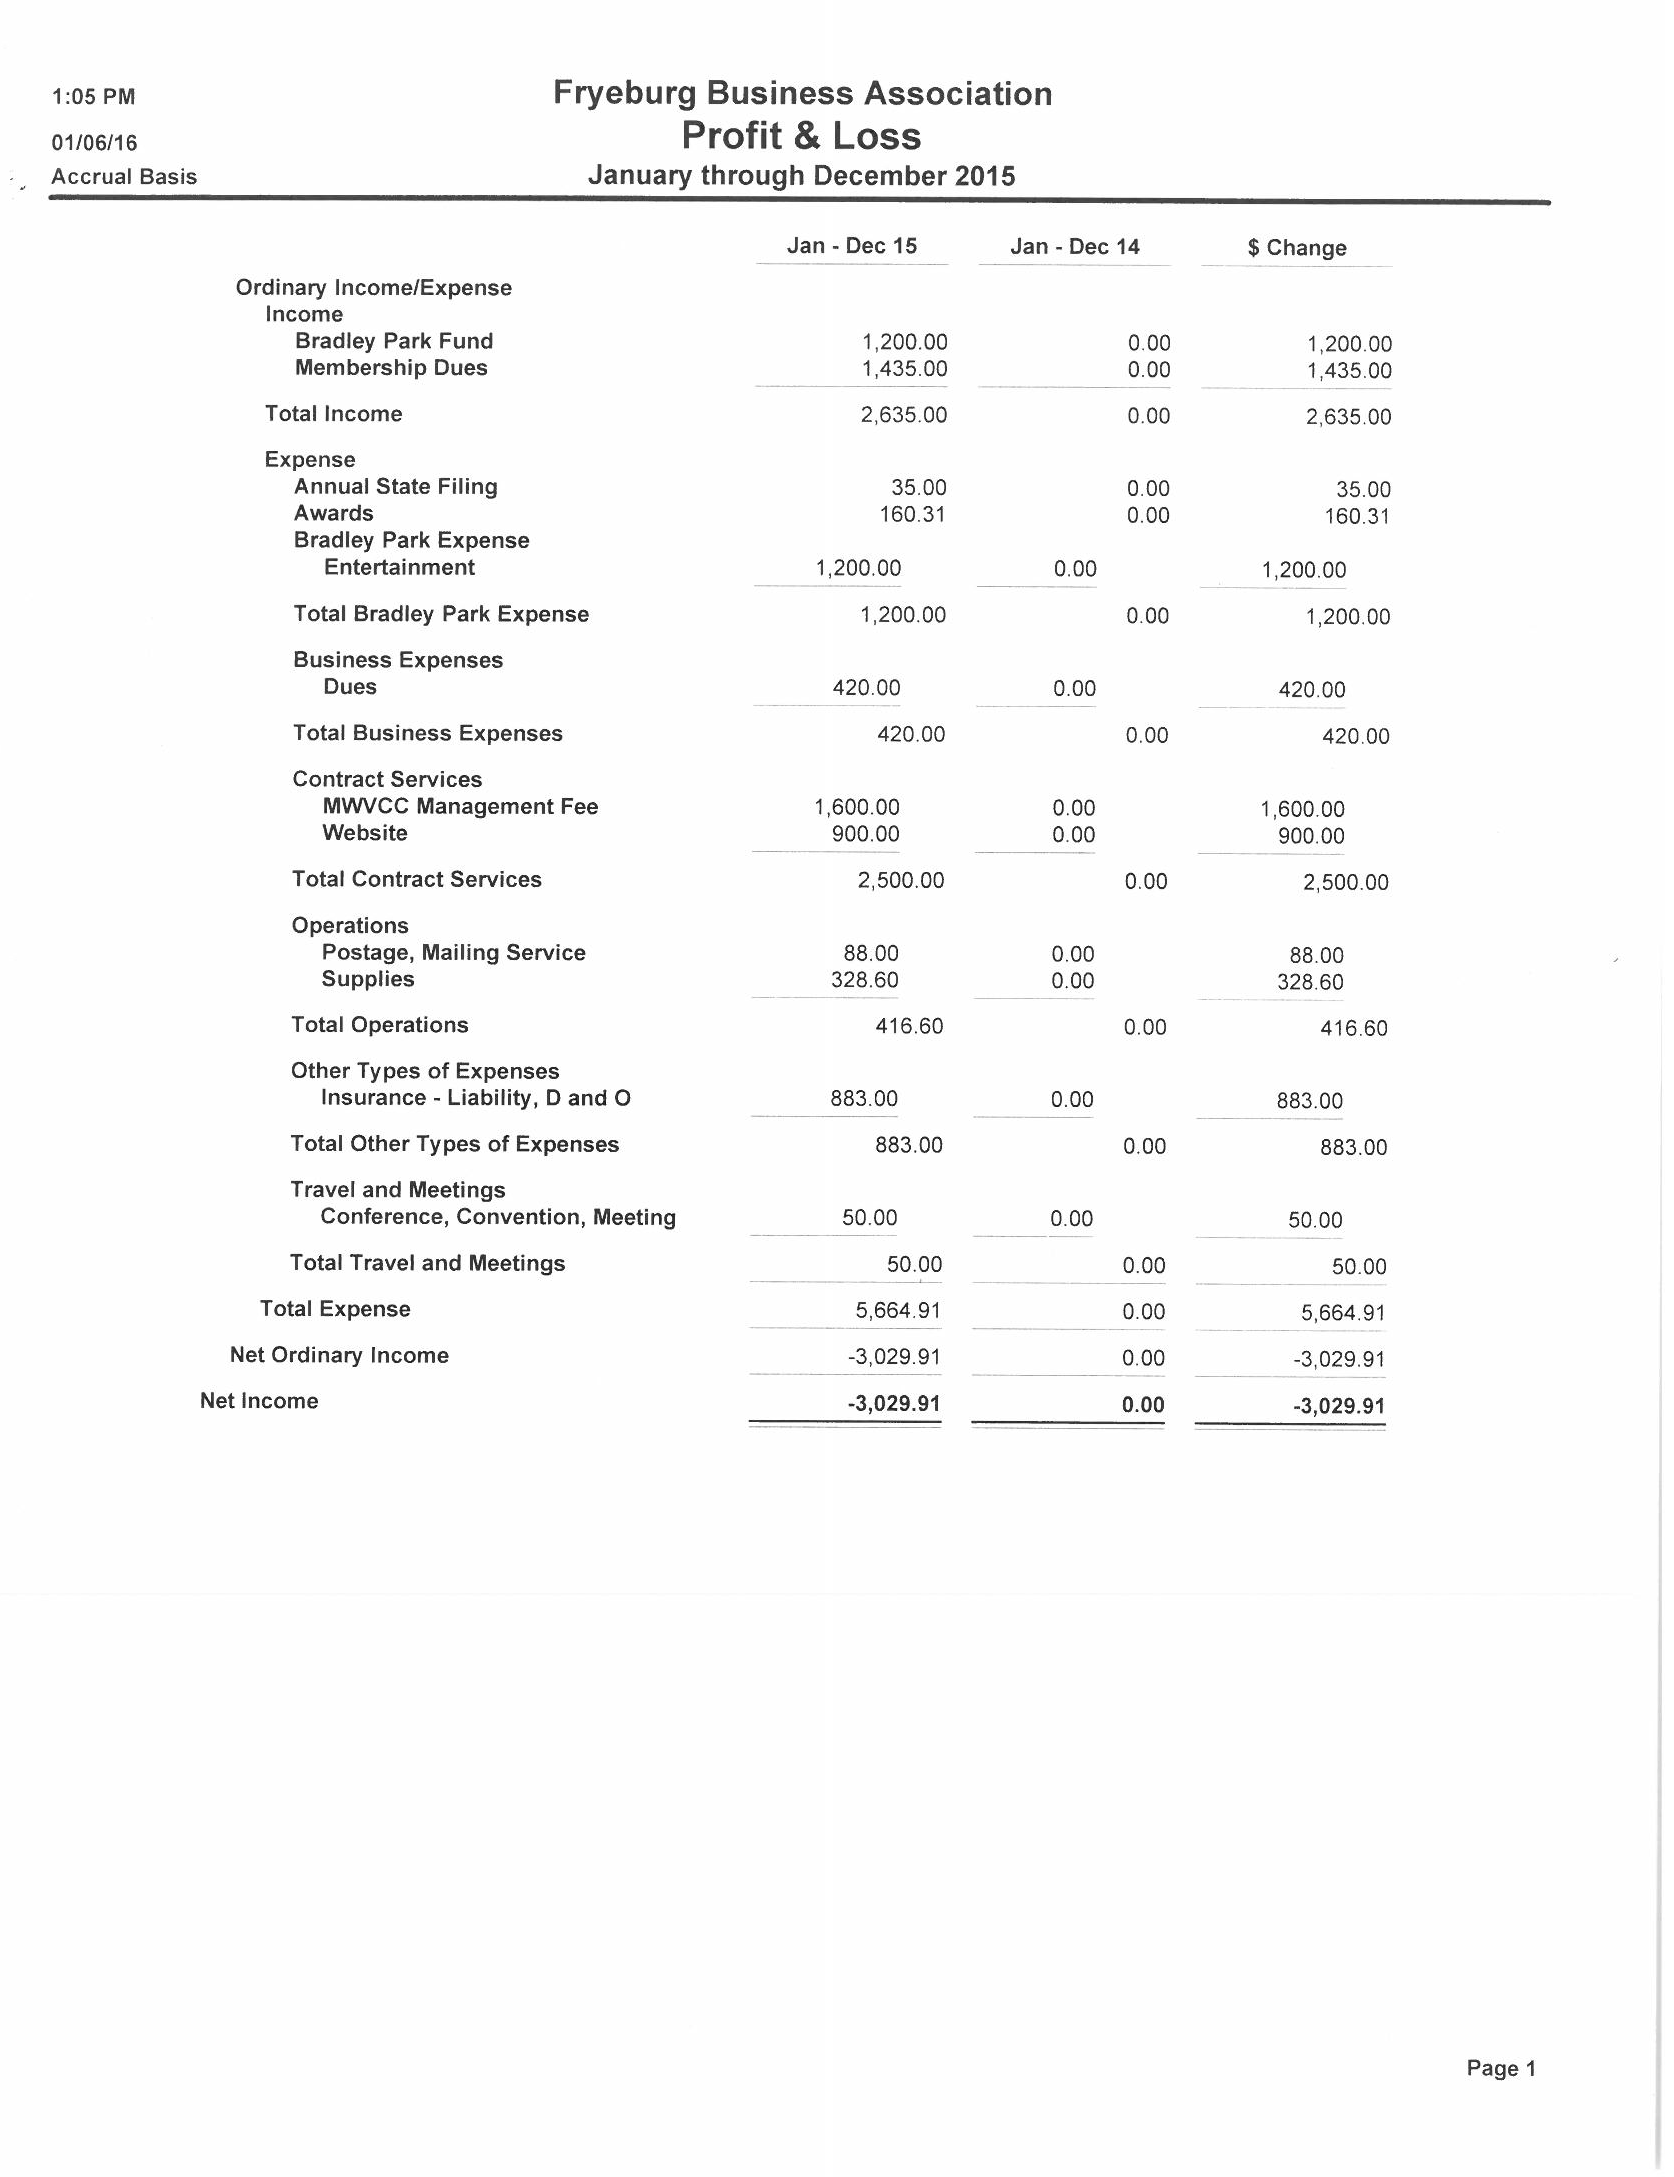 1:05 PM
Fryeburg Business Association
01/06/16
Profit & Loss
Accrual Basis
January through December 2015
Jan - Dec 15 Jan - Dec 14 $ Change
Ordinary Income/Expense
Income
Bradley Park Fund 1,200.00 0.00 1,200.00
Membership Dues 1,435.00 0.00 1,435.00
Total Income 2,635.00 0.00 2,635.00
Expense
Annual State Filing 35.00 0.00 35.00
Awards 160.31 0.00 160.31
Bradley Park Expense
Entertainment 1,200.00 0.00 1,200.00
Total Bradley Park Expense 1,200.00 0.00 1,200.00
Business Expenses
Dues 420.00 0.00 420.00
Total Business Expenses 420.00 0.00 420.00
Contract Services
MWVCC Management Fee 1,600.00 0.00 1,600.00
Website 900.00 0.00 900.00
Total Contract Services 2,500.00 0.00 2,500.00
Operations
Postage, Mailing Service 88.00 0.00 88.00
Supplies 328.60 0.00 328.60
Total Operations 416.60 0.00 416.60
Other Types of Expenses
Insurance - Liability, D and O 883.00 0.00 883.00
Total Other Types of Expenses 883.00 0.00 883.00
Travel and Meetings
Conference, Convention, Meeting 50.00 0.00 50.00
Total Travel and Meetings 50.00 0.00 50.00
Total Expense 5,664.91 0.00 5,664.91
Net Ordinary Income -3,029.91 0.00 -3,029.91
Net Income -3,029.91 0.00 -3,029.91
Page 1